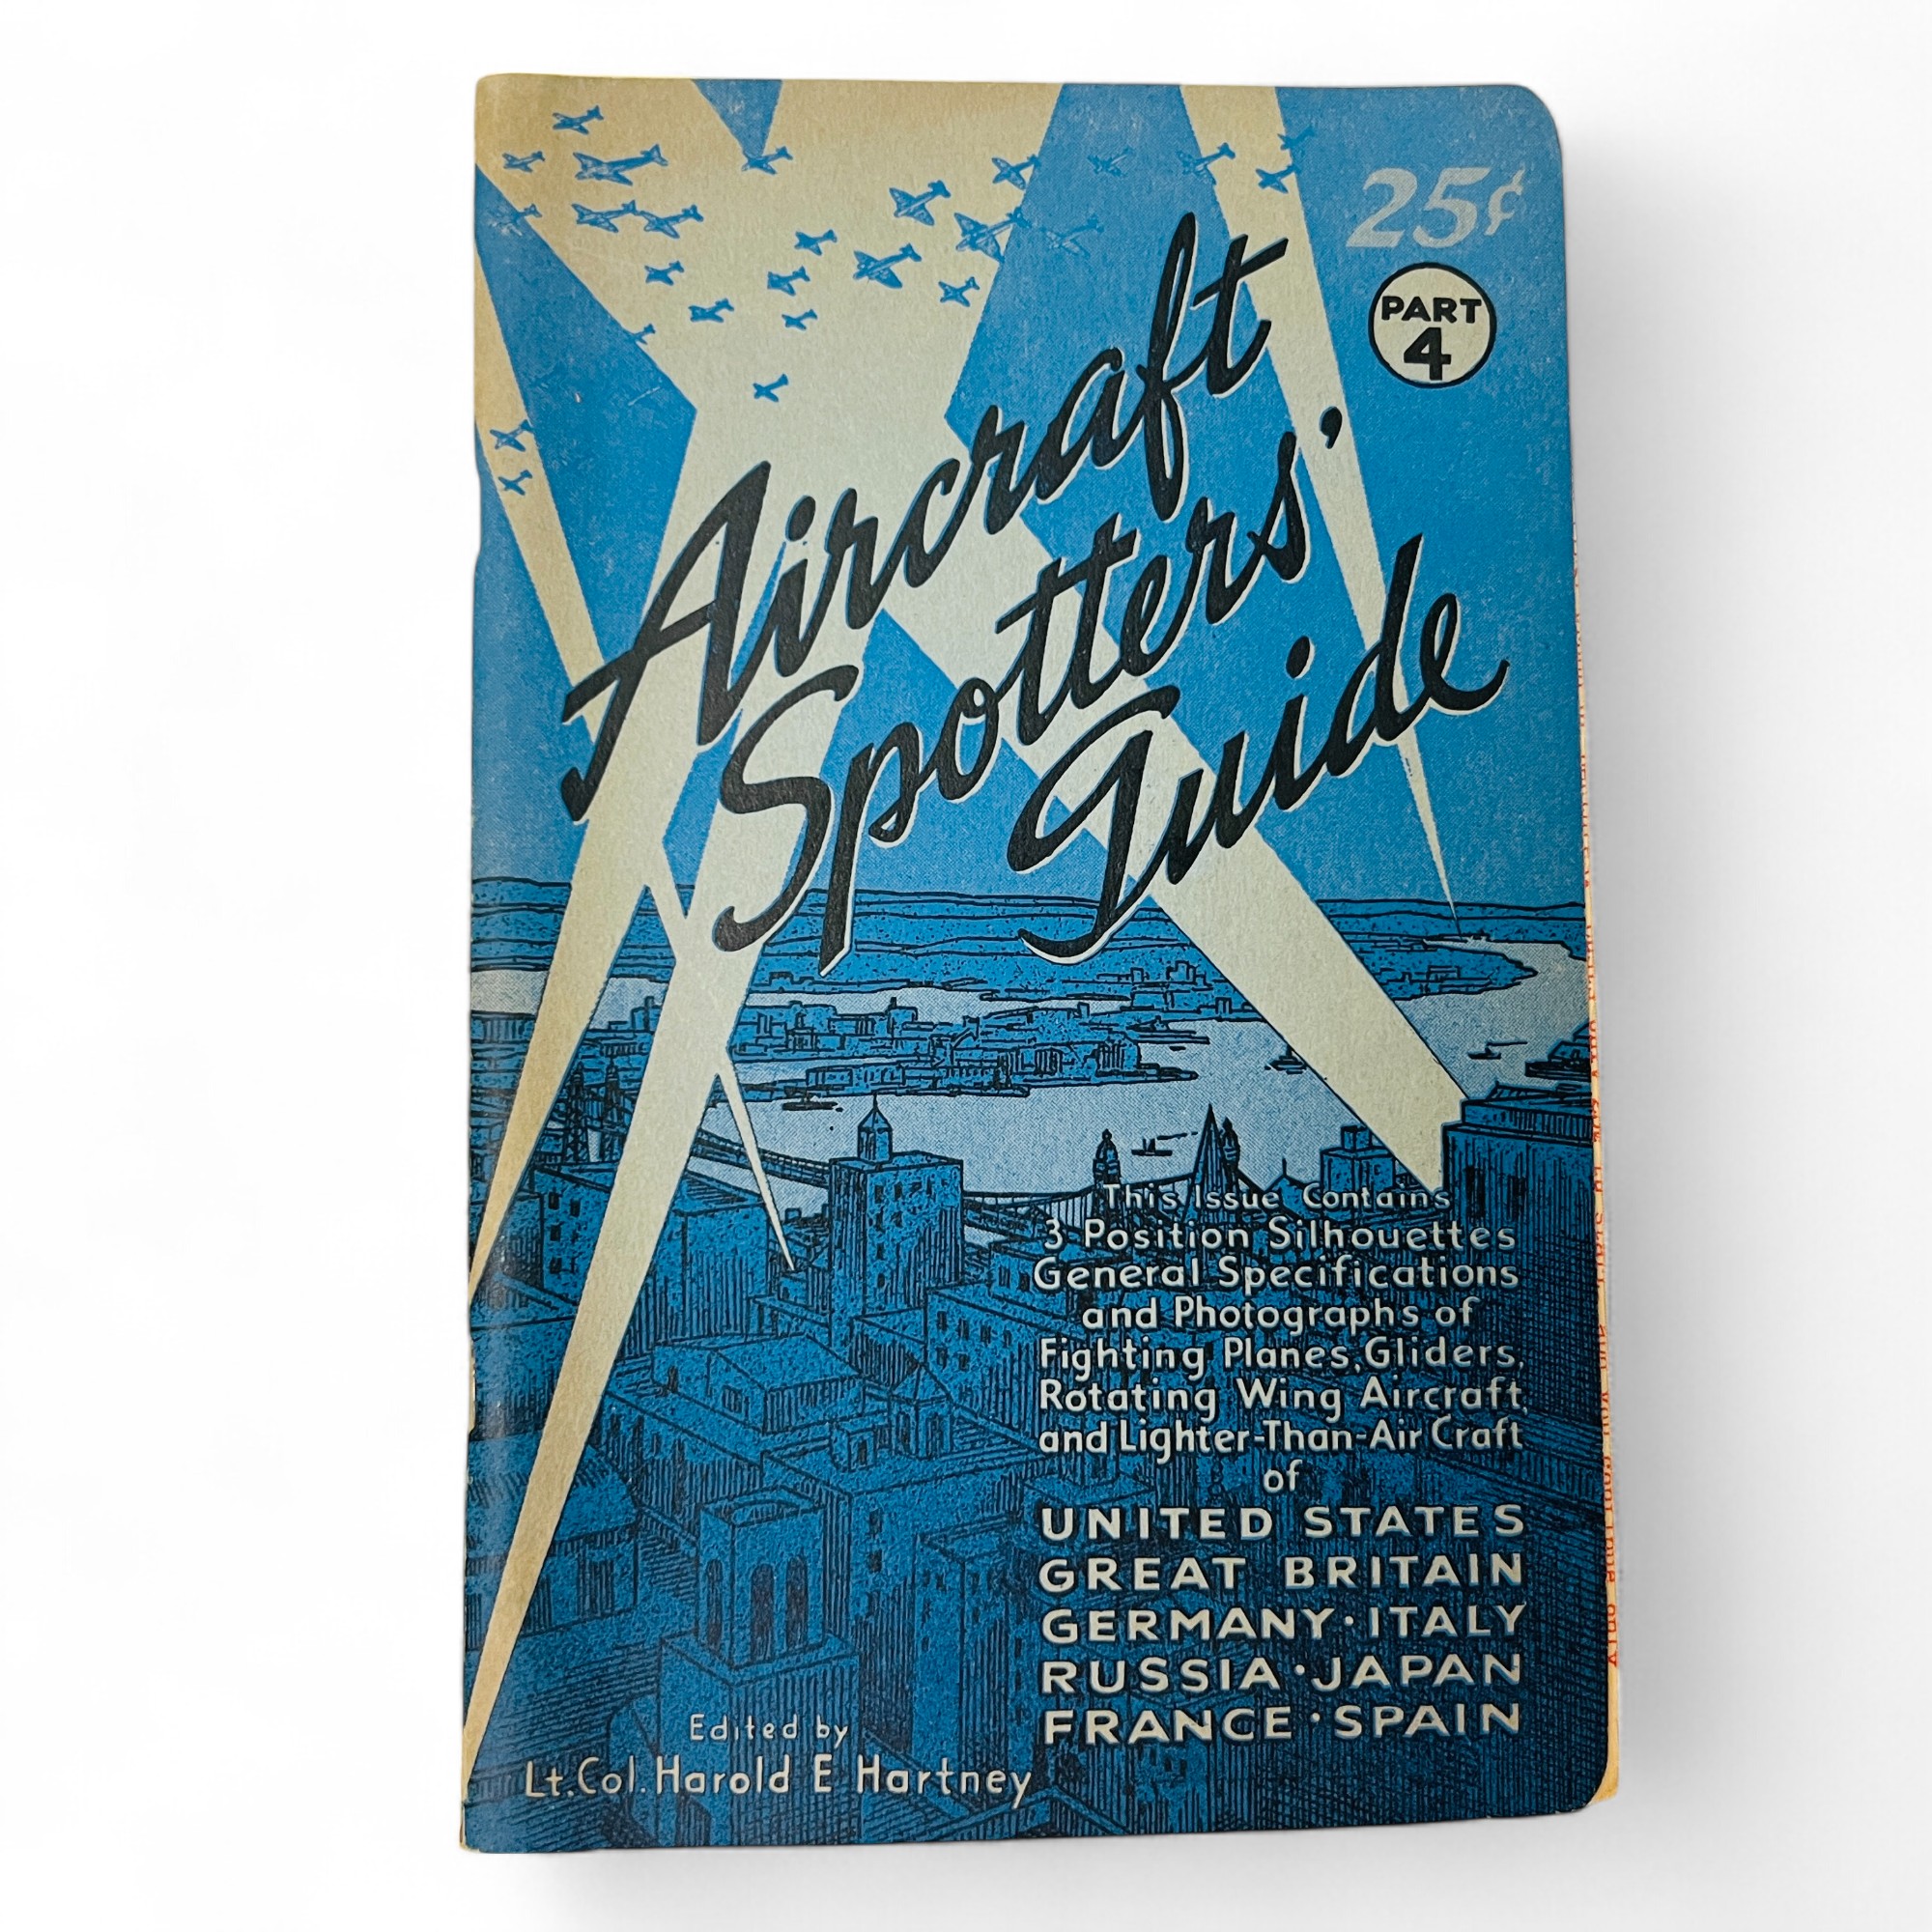 25¢
PART
4
Aircraft
Spotters'
Guide
This Issue Contains
3 Position Silhouettes
General Specifications
and Photographs of
Fighting Planes, Gliders,
Rotating Wing Aircraft,
and Lighter-Than-Air Craft
of
UNITED STATES
GREAT BRITAIN
GERMANY · ITALY
RUSSIA · JAPAN
FRANCE · SPAIN
Edited by
Lt. Col. Harold E Hartney